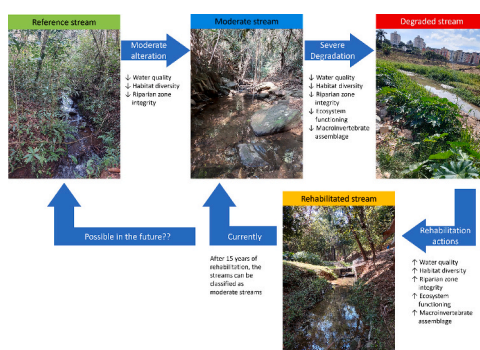 Reference stream
Moderate
alteration
↓ Water quality
↓ Habitat diversity
↓ Riparian zone
integrity
Moderate stream
Severe
Degradation
↓ Water quality
↓ Habitat diversity
↓ Riparian zone
integrity
↓ Ecosystem
functioning
↓ Macroinvertebrate
assemblage
Degraded stream
Rehabilitation
actions
↑ Water quality
↑ Habitat diversity
↑ Riparian zone
integrity
↑ Ecosystem
functioning
↑ Macroinvertebrate
assemblage
Rehabilitated stream
Currently
After 15 years of
rehabilitation, the
streams can be
classified as
moderate streams
Possible in the future??